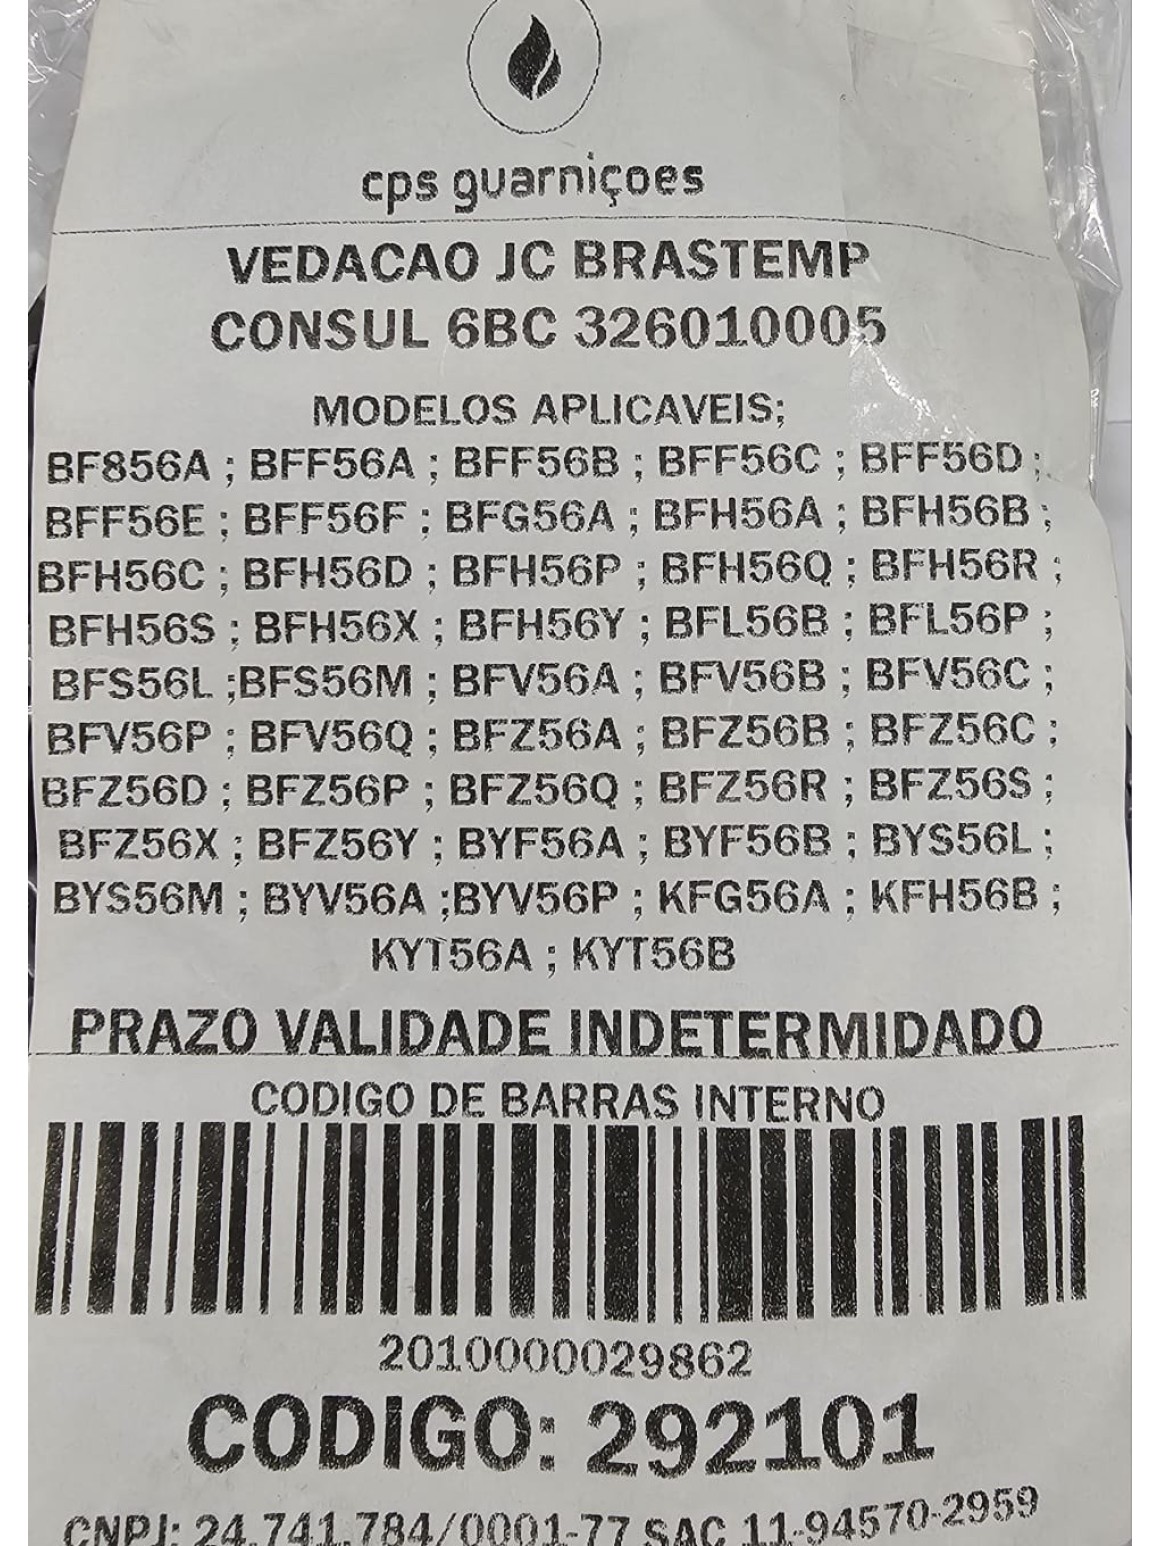 cps guarniçoes
VEDACAO JC BRASTEMP
CONSUL 6BC 326010005
MODELOS APLICAVEIS;
BF856A ; BFF56A ; BFF56B ; BFF56C ; BFF56D ;
BFF56E ; BFF56F ; BFG56A ; BFH56A ; BFH56B ;
BFH56C ; BFH56D ; BFH56P ; BFH56Q ; BFH56R ;
BFH56S ; BFH56X ; BFH56Y ; BFL56B ; BFL56P ;
BFS56L ;BFS56M ; BFV56A ; BFV56B ; BFV56C ;
BFV56P ; BFV56Q ; BFZ56A ; BFZ56B ; BFZ56C ;
BFZ56D ; BFZ56P ; BFZ56Q ; BFZ56R ; BFZ56S ;
BFZ56X ; BFZ56Y ; BYF56A ; BYF56B ; BYS56L ;
BYS56M ; BYV56A ;BYV56P ; KFG56A ; KFH56B ;
KYT56A ; KYT56B
PRAZO VALIDADE INDETERMIDADO
CODIGO DE BARRAS INTERNO
2010000029862
CODIGO: 292101
CNPJ: 24.741.784/0001-77 SAC 11-94570-2959